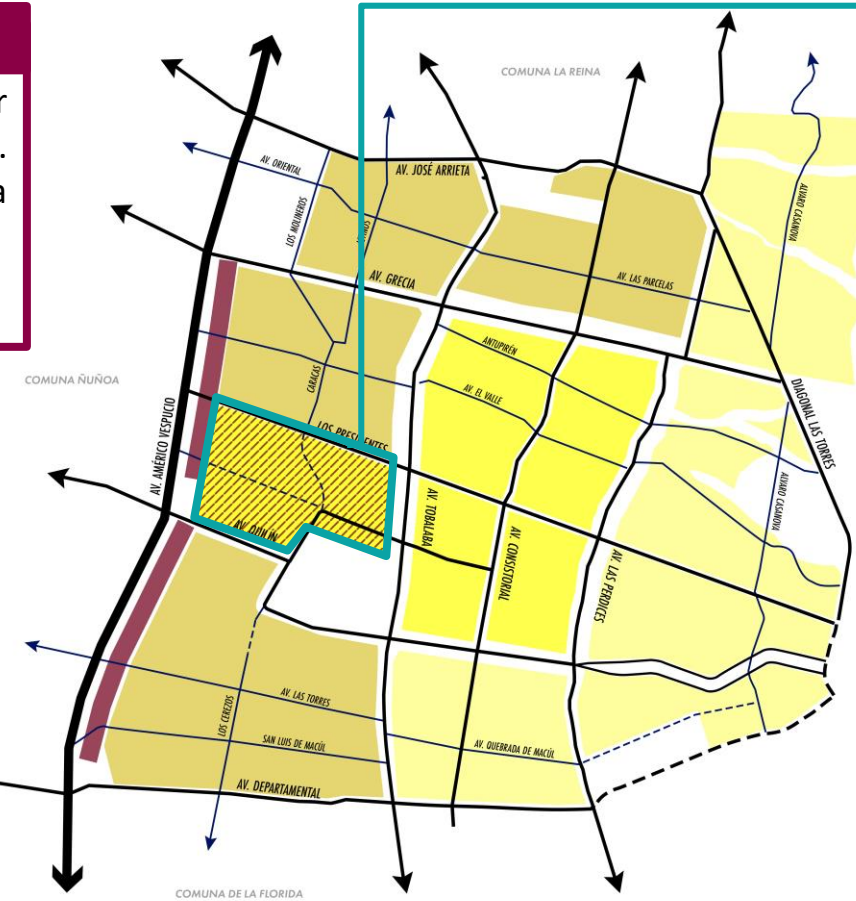 r
.
a
COMUNA LA REINA
AV. ORIENTAL
AV. JOSÉ ARRIETA
LOS MOLINEROS
ALVARO CASANOVA
AV. GRECIA
AV. LAS PARCELAS
ANTUPIRÉN
CARACAS
AV. EL VALLE
COMUNA ÑUÑOA
AV. AMÉRICO VESPUCIO
DIAGONAL LAS TORRES
LOS PRESIDENTES
ALVARO CASANOVA
AV. TOBALABA
AV. QUILÍN
AV. CONSISTORIAL
AV. LAS PERDICES
AV. LAS TORRES
LOS CEREZOS
SAN LUIS DE MACÚL
AV. QUEBRADA DE MACÚL
AV. DEPARTAMENTAL
COMUNA DE LA FLORIDA